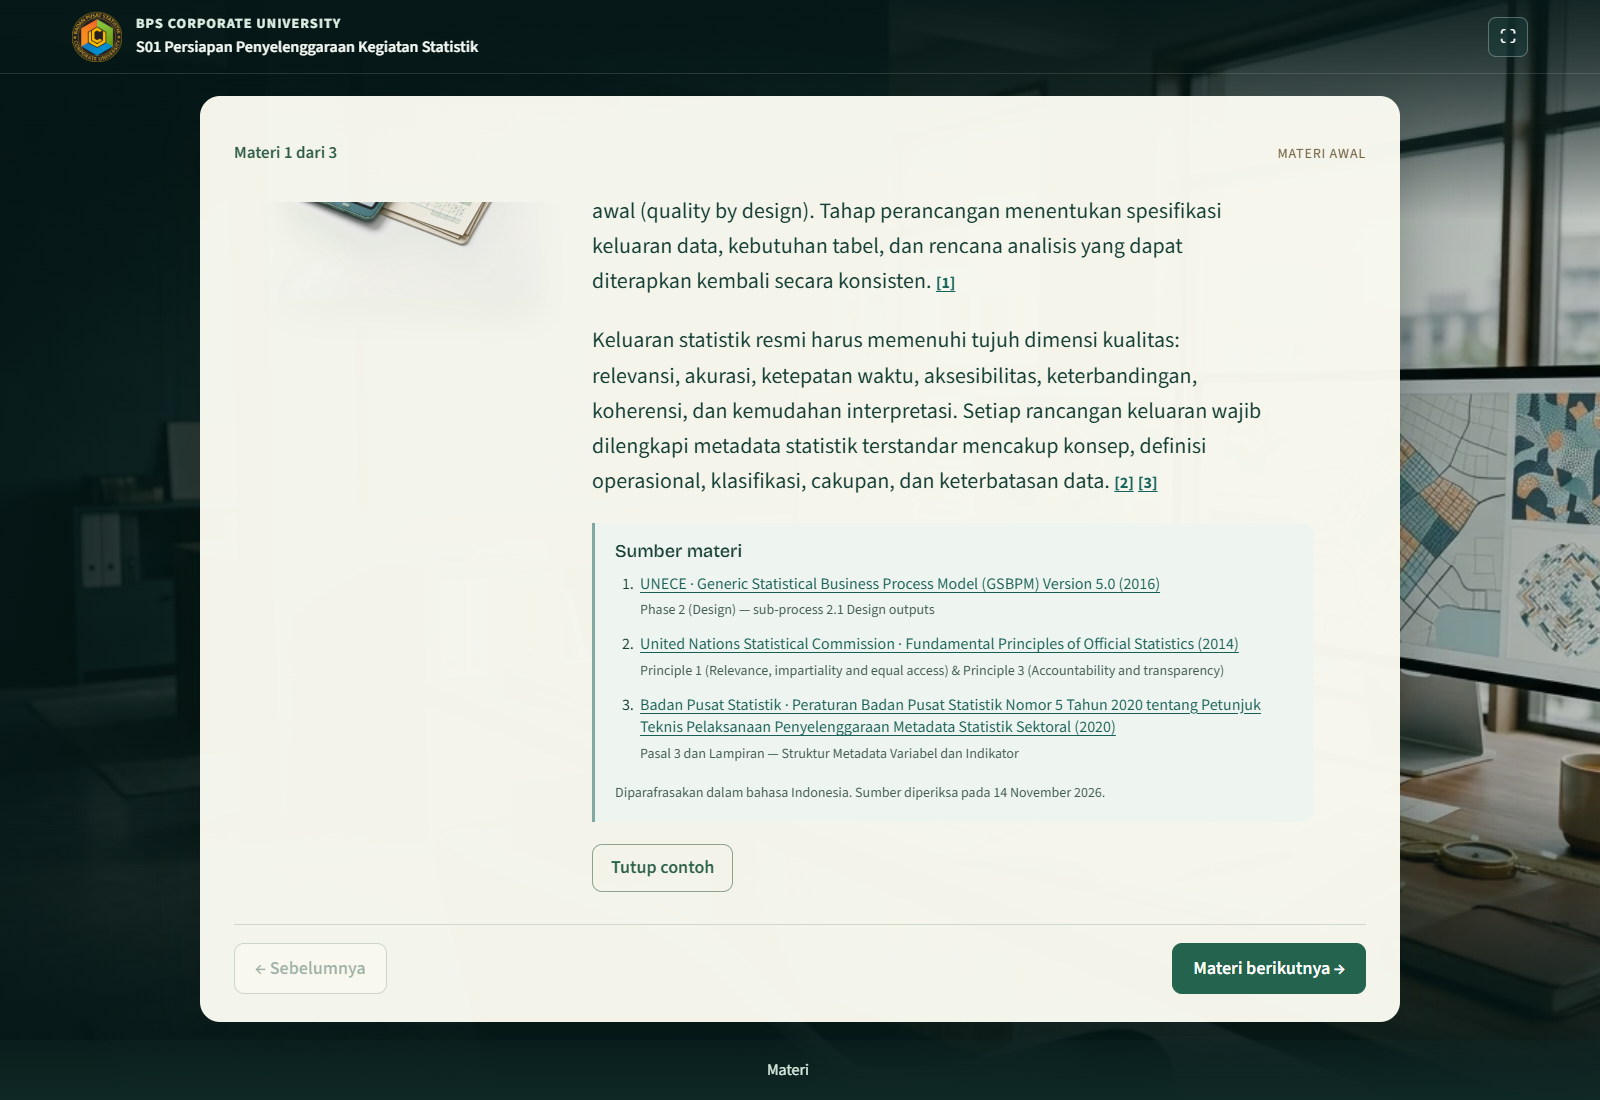 BPS CORPORATE UNIVERSITY
S01 Persiapan Penyelenggaraan Kegiatan Statistik
Materi 1 dari 3
MATERI AWAL
awal (quality by design). Tahap perancangan menentukan spesifikasi
keluaran data, kebutuhan tabel, dan rencana analisis yang dapat
diterapkan kembali secara konsisten. [1]
Keluaran statistik resmi harus memenuhi tujuh dimensi kualitas:
relevansi, akurasi, ketepatan waktu, aksesibilitas, keterbandingan,
koherensi, dan kemudahan interpretasi. Setiap rancangan keluaran wajib
dilengkapi metadata statistik terstandar mencakup konsep, definisi
operasional, klasifikasi, cakupan, dan keterbatasan data. [2] [3]
Sumber materi
1. UNECE · Generic Statistical Business Process Model (GSBPM) Version 5.0 (2016)
Phase 2 (Design) — sub-process 2.1 Design outputs
2. United Nations Statistical Commission · Fundamental Principles of Official Statistics (2014)
Principle 1 (Relevance, impartiality and equal access) & Principle 3 (Accountability and transparency)
3. Badan Pusat Statistik · Peraturan Badan Pusat Statistik Nomor 5 Tahun 2020 tentang Petunjuk
Teknis Pelaksanaan Penyelenggaraan Metadata Statistik Sektoral (2020)
Pasal 3 dan Lampiran — Struktur Metadata Variabel dan Indikator
Diparafrasakan dalam bahasa Indonesia. Sumber diperiksa pada 14 November 2026.
Tutup contoh
← Sebelumnya
Materi berikutnya →
Materi